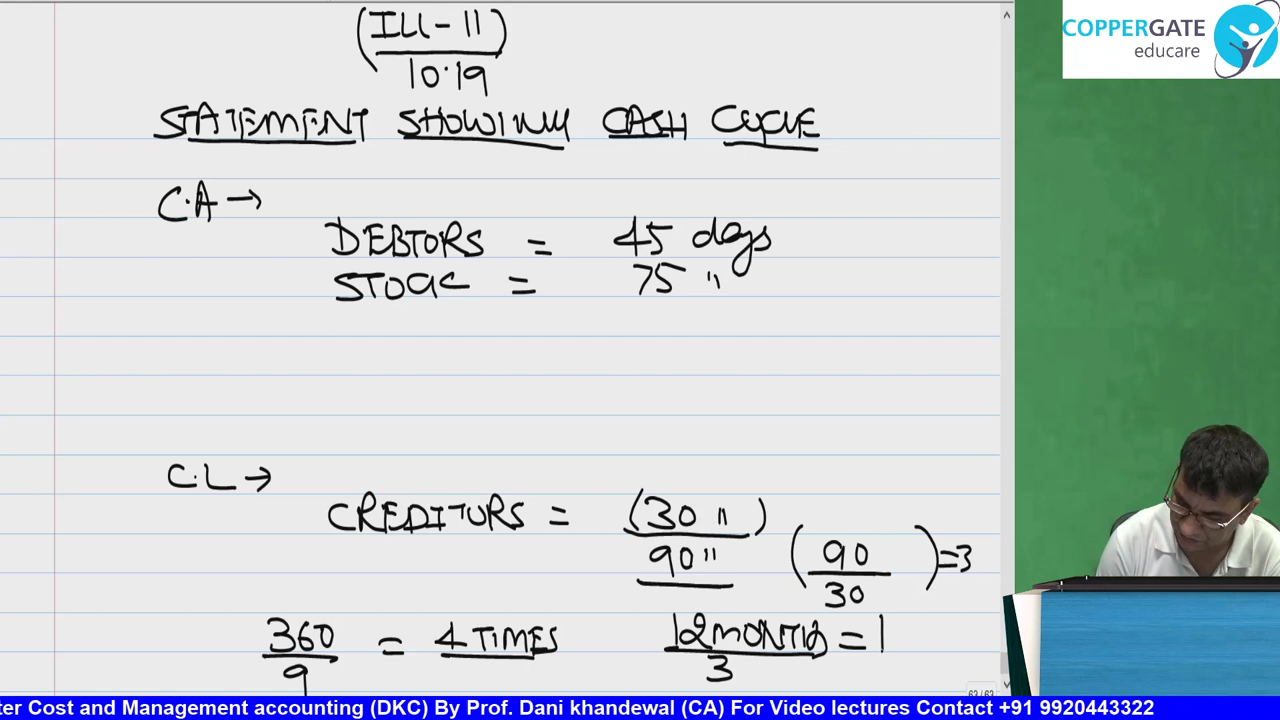 (ILL-11)
10.19
COPPERGATE
educare
STATEMENT SHOWING CASH CYCLE
C.A →
DEBTORS = 45 days
STOCK = 75 "
C.L →
CREDITORS = (30 ")
90 "
(90/30) = 3
360/9 = 4 TIMES
12 MONTHS/3 = 1
63/63
ter Cost and Management accounting (DKC) By Prof. Dani khandewal (CA) For Video lectures Contact +91 9920443322